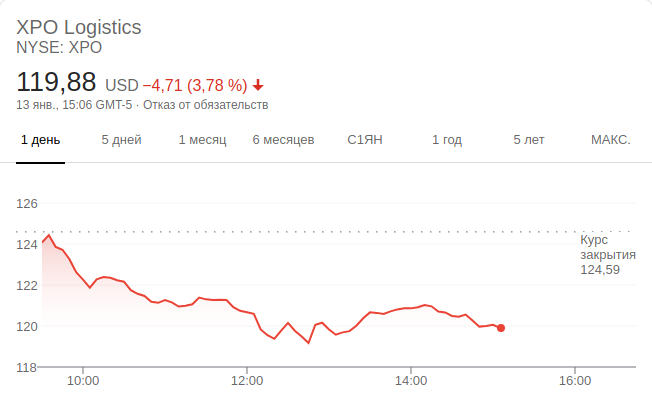 XPO Logistics
NYSE: XPO
119,88 USD −4,71 (3,78 %)
13 янв., 15:06 GMT-5 · Отказ от обязательств
1 день 5 дней 1 месяц 6 месяцев С1ЯН 1 год 5 лет МАКС.
126
124
122
120
118
Курс
закрытия
124,59
10:00 12:00 14:00 16:00